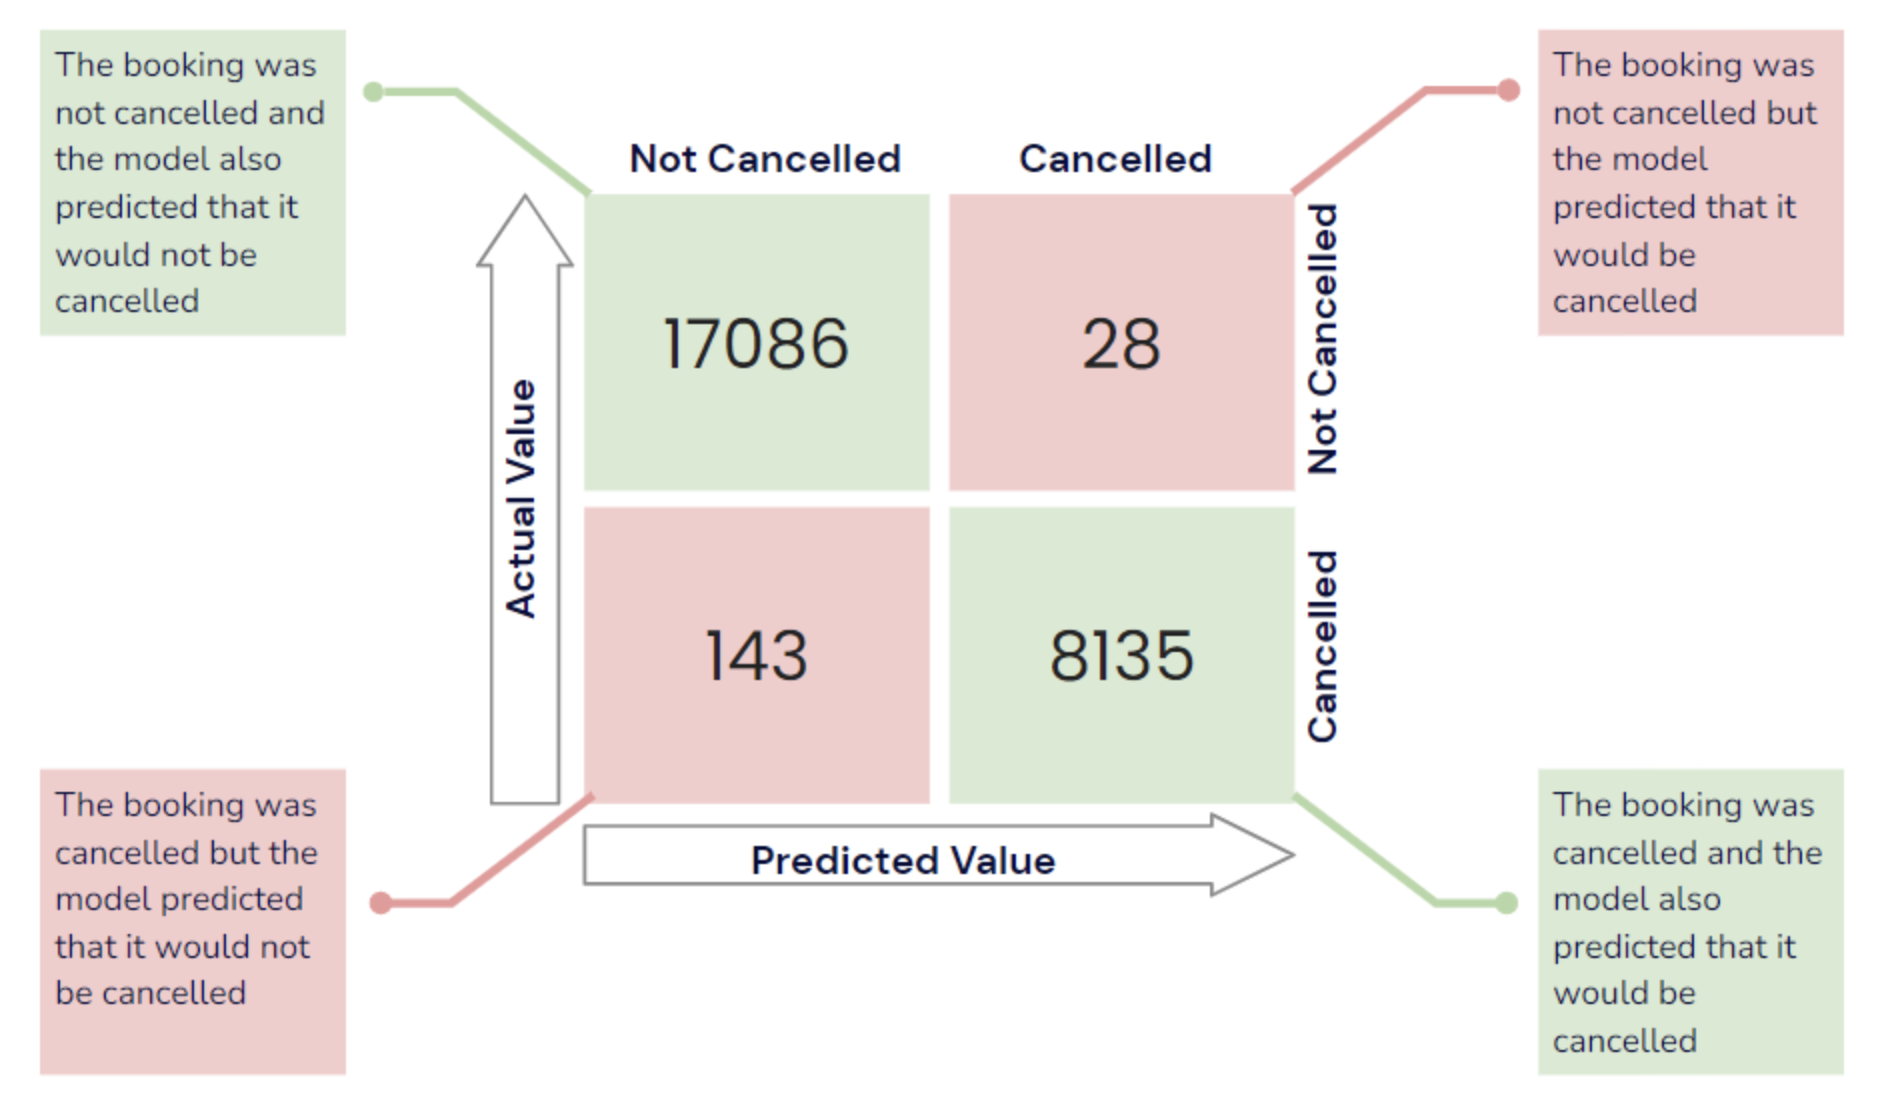 The booking was
not cancelled and
the model also
predicted that it
would not be
cancelled
The booking was
not cancelled but
the model
predicted that it
would be
cancelled
Not Cancelled
Cancelled
Actual Value
17086
28
Not Cancelled
143
8135
Cancelled
Predicted Value
The booking was
cancelled but the
model predicted
that it would not
be cancelled
The booking was
cancelled and the
model also
predicted that it
would be
cancelled